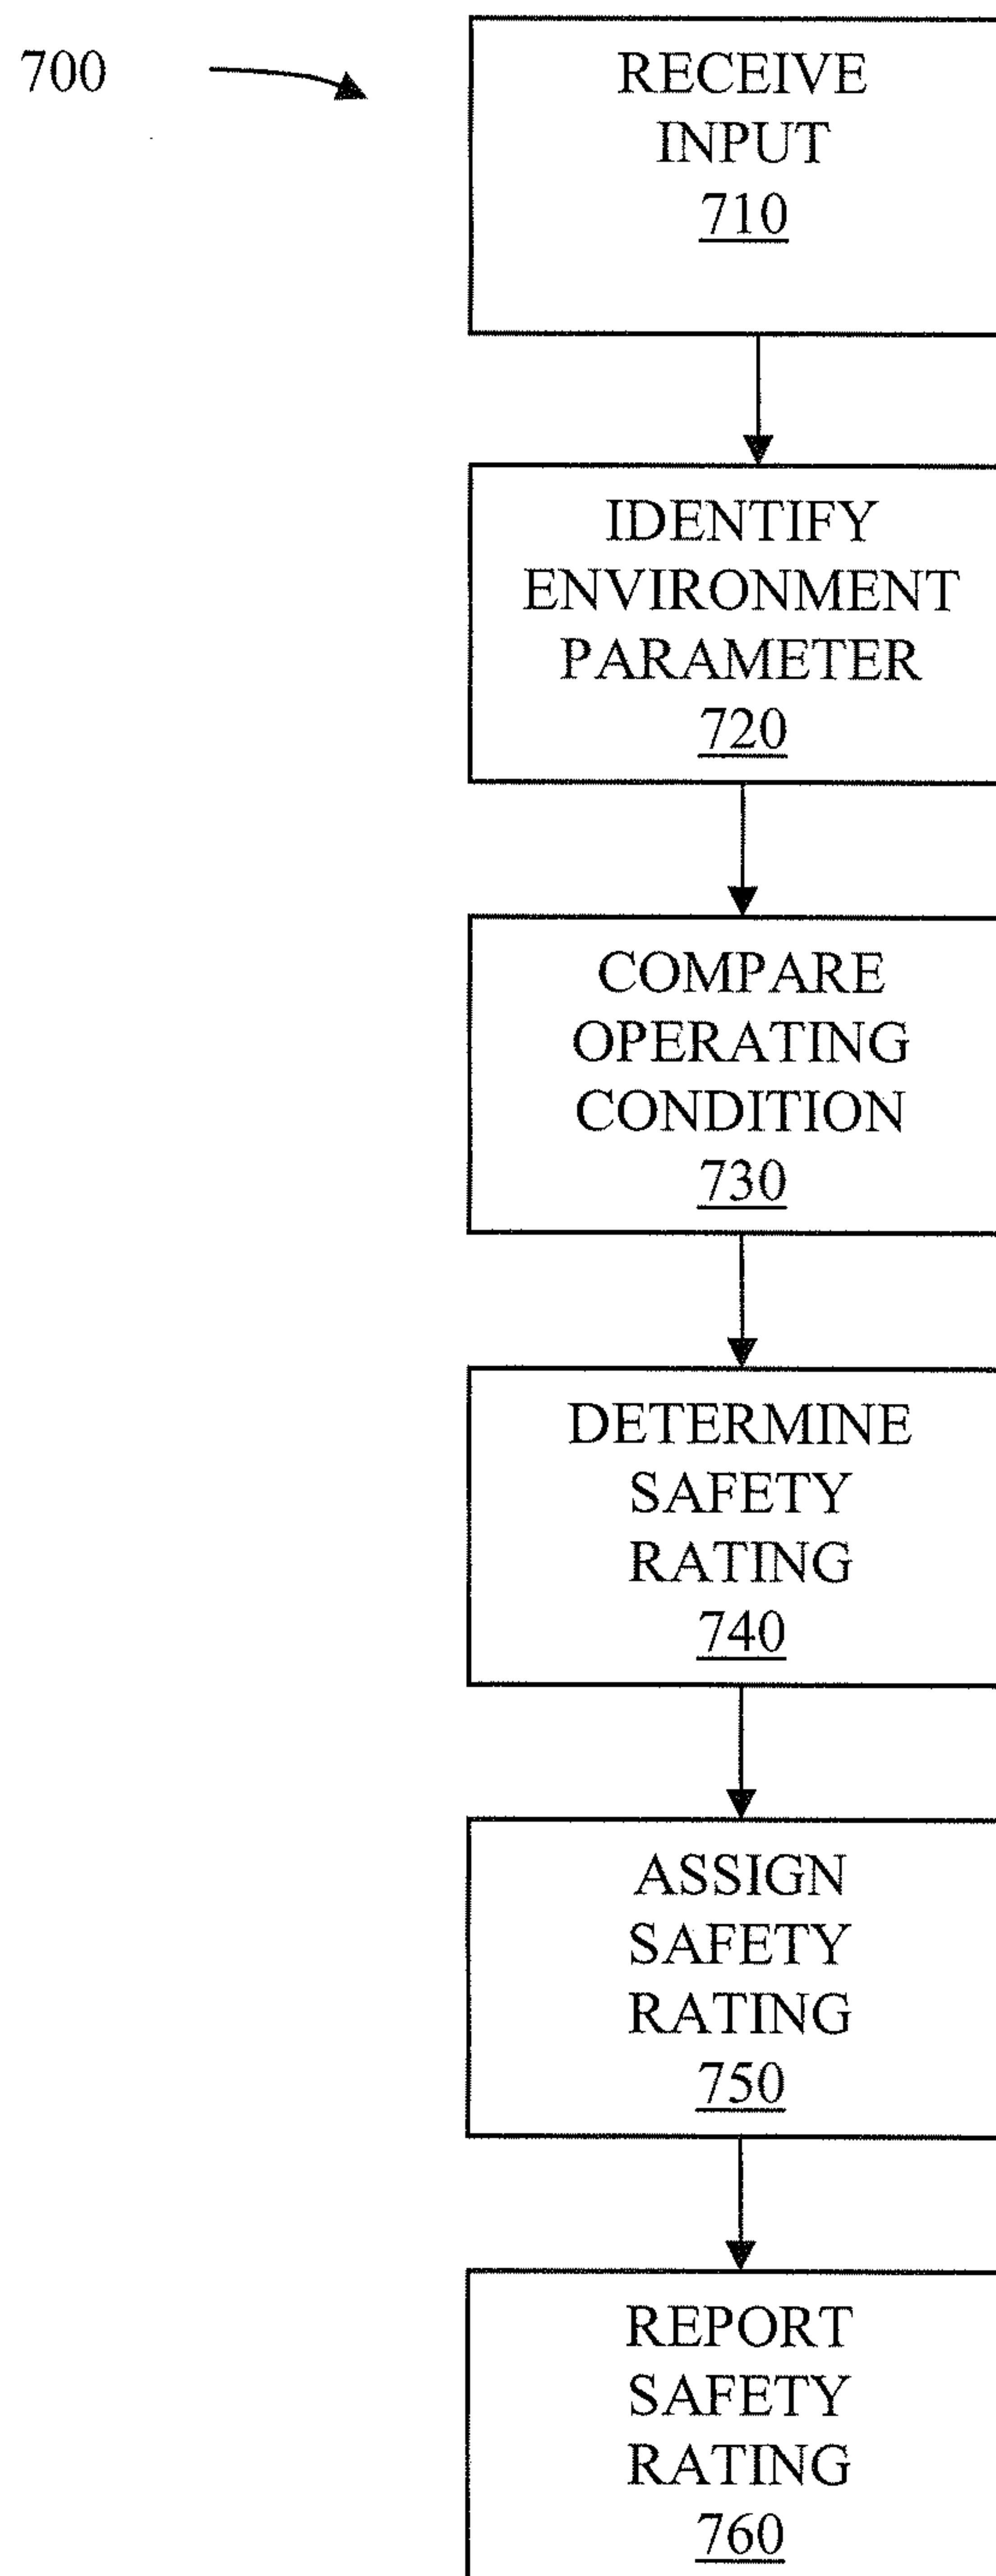 700
RECEIVE
INPUT
710
IDENTIFY
ENVIRONMENT
PARAMETER
720
COMPARE
OPERATING
CONDITION
730
DETERMINE
SAFETY
RATING
740
ASSIGN
SAFETY
RATING
750
REPORT
SAFETY
RATING
760